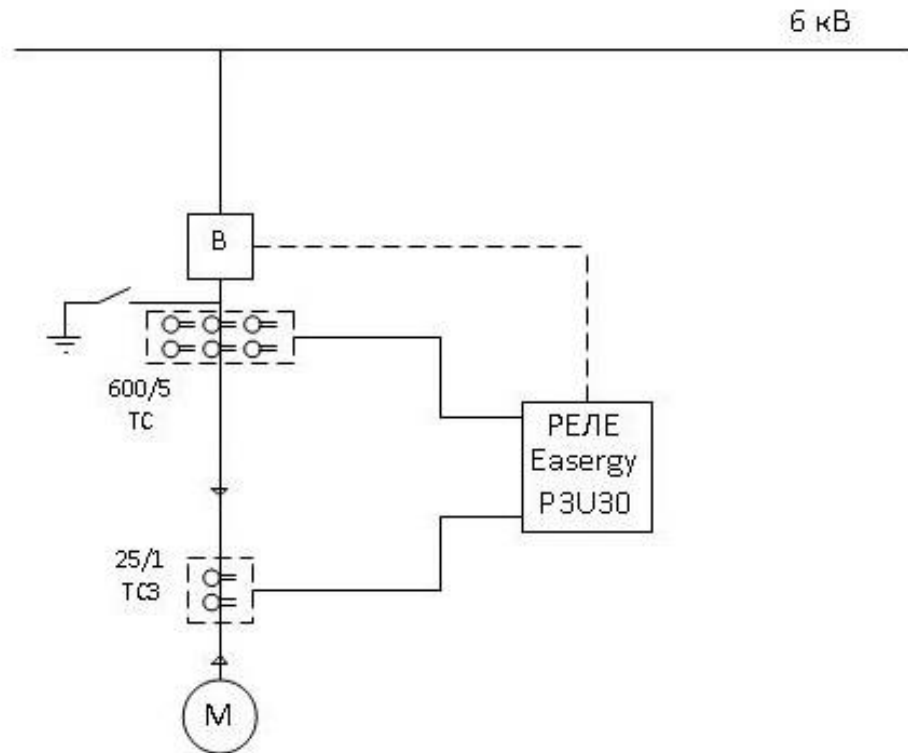 6 кВ
В
600/5
ТС
РЕЛЕ
Easergy
P3U30
25/1
ТСЗ
М